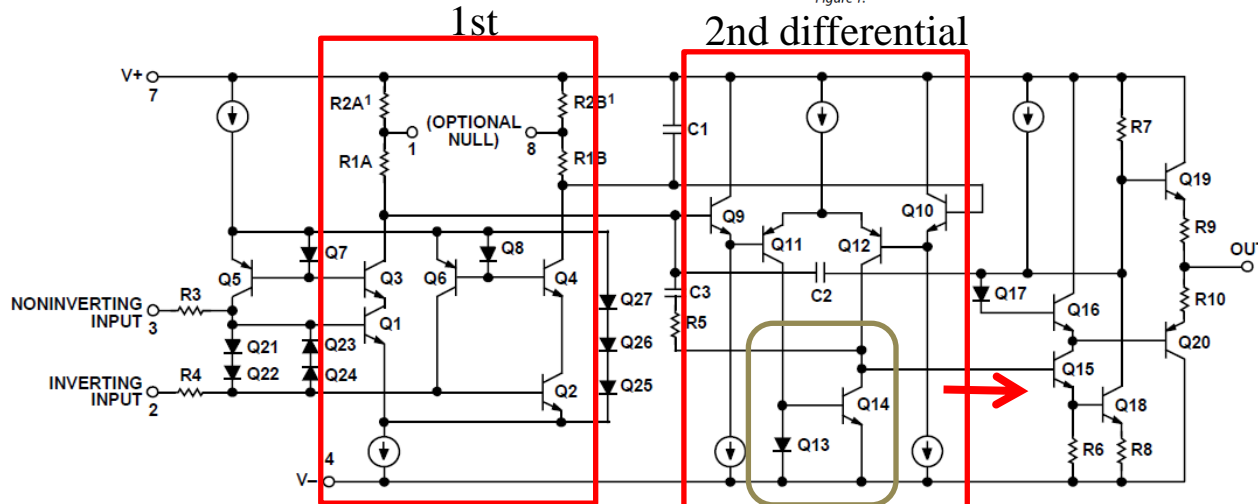 Figure 1.
1st
2nd differential
V+
7
R2A1
R2B1
(OPTIONAL
NULL)
1
8
C1
R7
R1A
R1B
Q19
Q9
Q10
Q11
Q12
R9
Q7
Q8
OUT
Q5
Q3
Q6
Q4
C3
C2
Q17
R10
NONINVERTING
INPUT
3
R3
Q27
Q16
Q1
R5
Q20
Q21
Q23
Q26
Q15
Q22
Q24
INVERTING
INPUT
2
R4
Q2
Q25
Q14
Q18
Q13
R6
R8
4
V−